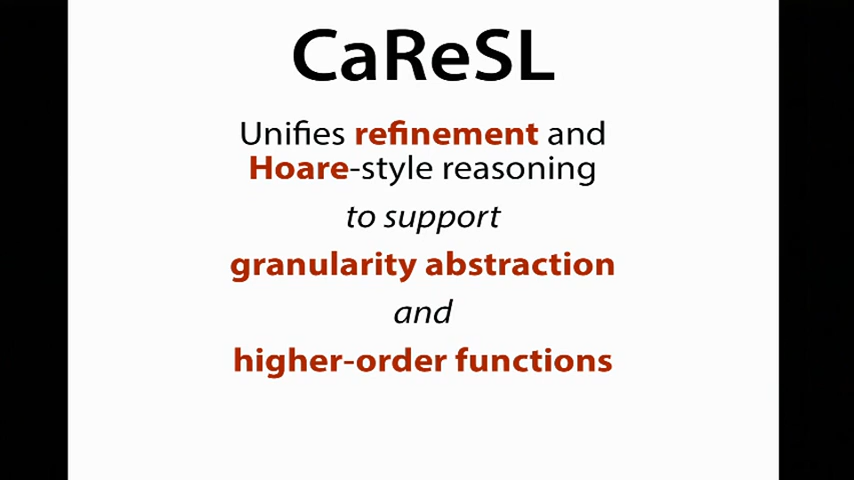 CaReSL
Unifies refinement and
Hoare-style reasoning
to support
granularity abstraction
and
higher-order functions